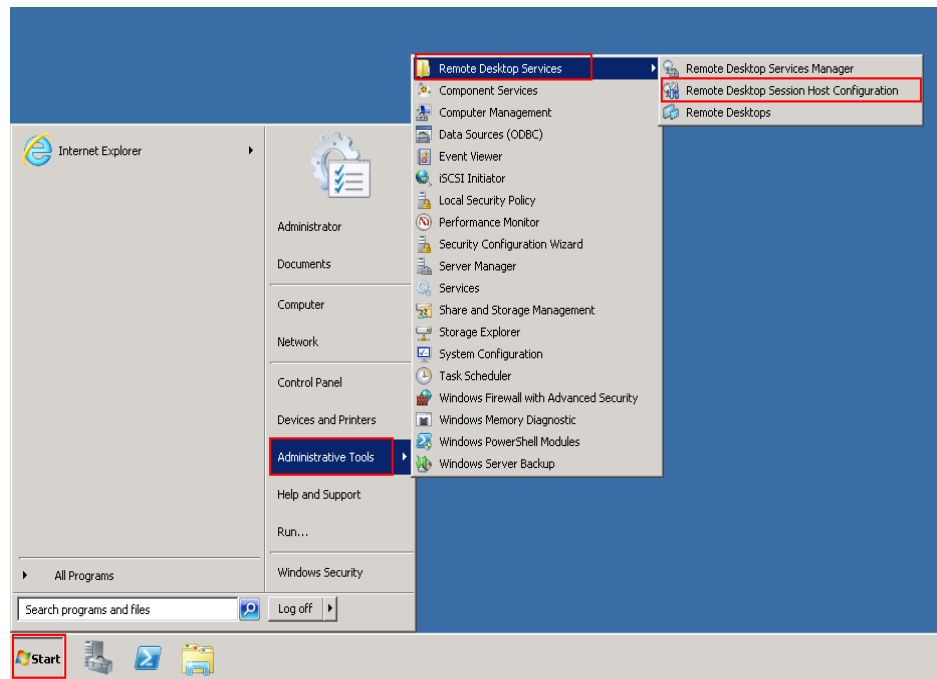 Remote Desktop Services
Component Services
Computer Management
Data Sources (ODBC)
Event Viewer
iSCSI Initiator
Local Security Policy
Performance Monitor
Security Configuration Wizard
Server Manager
Services
Share and Storage Management
Storage Explorer
System Configuration
Task Scheduler
Windows Firewall with Advanced Security
Windows Memory Diagnostic
Windows PowerShell Modules
Windows Server Backup
Remote Desktop Services Manager
Remote Desktop Session Host Configuration
Remote Desktops
Internet Explorer
Administrator
Documents
Computer
Network
Control Panel
Devices and Printers
Administrative Tools
Help and Support
Run...
Windows Security
All Programs
Search programs and files
Log off
Start